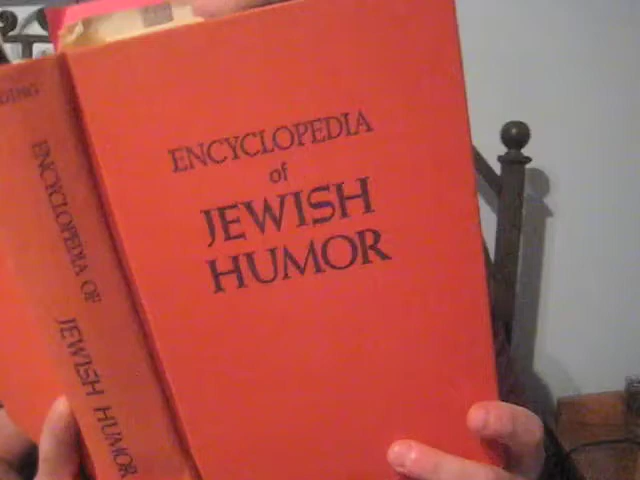 ENCYCLOPEDIA
of
JEWISH
HUMOR
ENCYCLOPEDIA OF JEWISH HUMOR